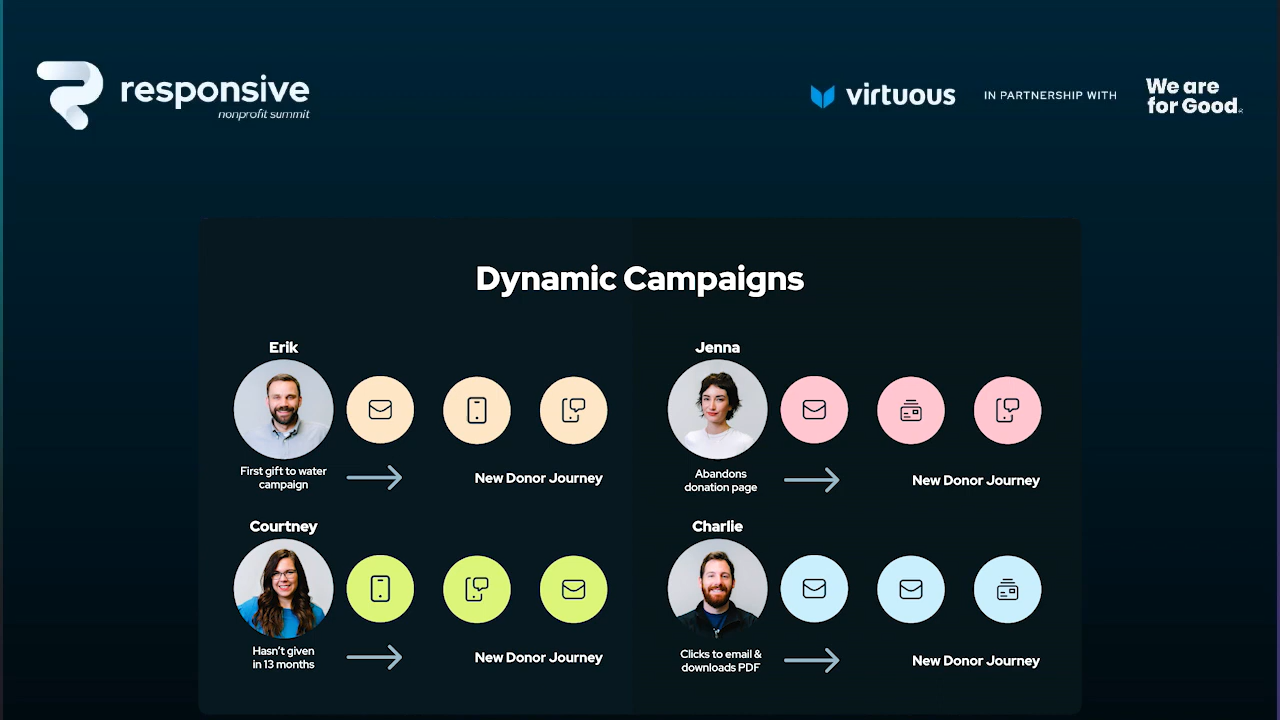 responsive
nonprofit summit
virtuous
IN PARTNERSHIP WITH
We are
for Good.
Dynamic Campaigns
Erik
First gift to water
campaign
New Donor Journey
Jenna
Abandons
donation page
New Donor Journey
Courtney
Hasn't given
in 13 months
New Donor Journey
Charlie
Clicks to email &
downloads PDF
New Donor Journey